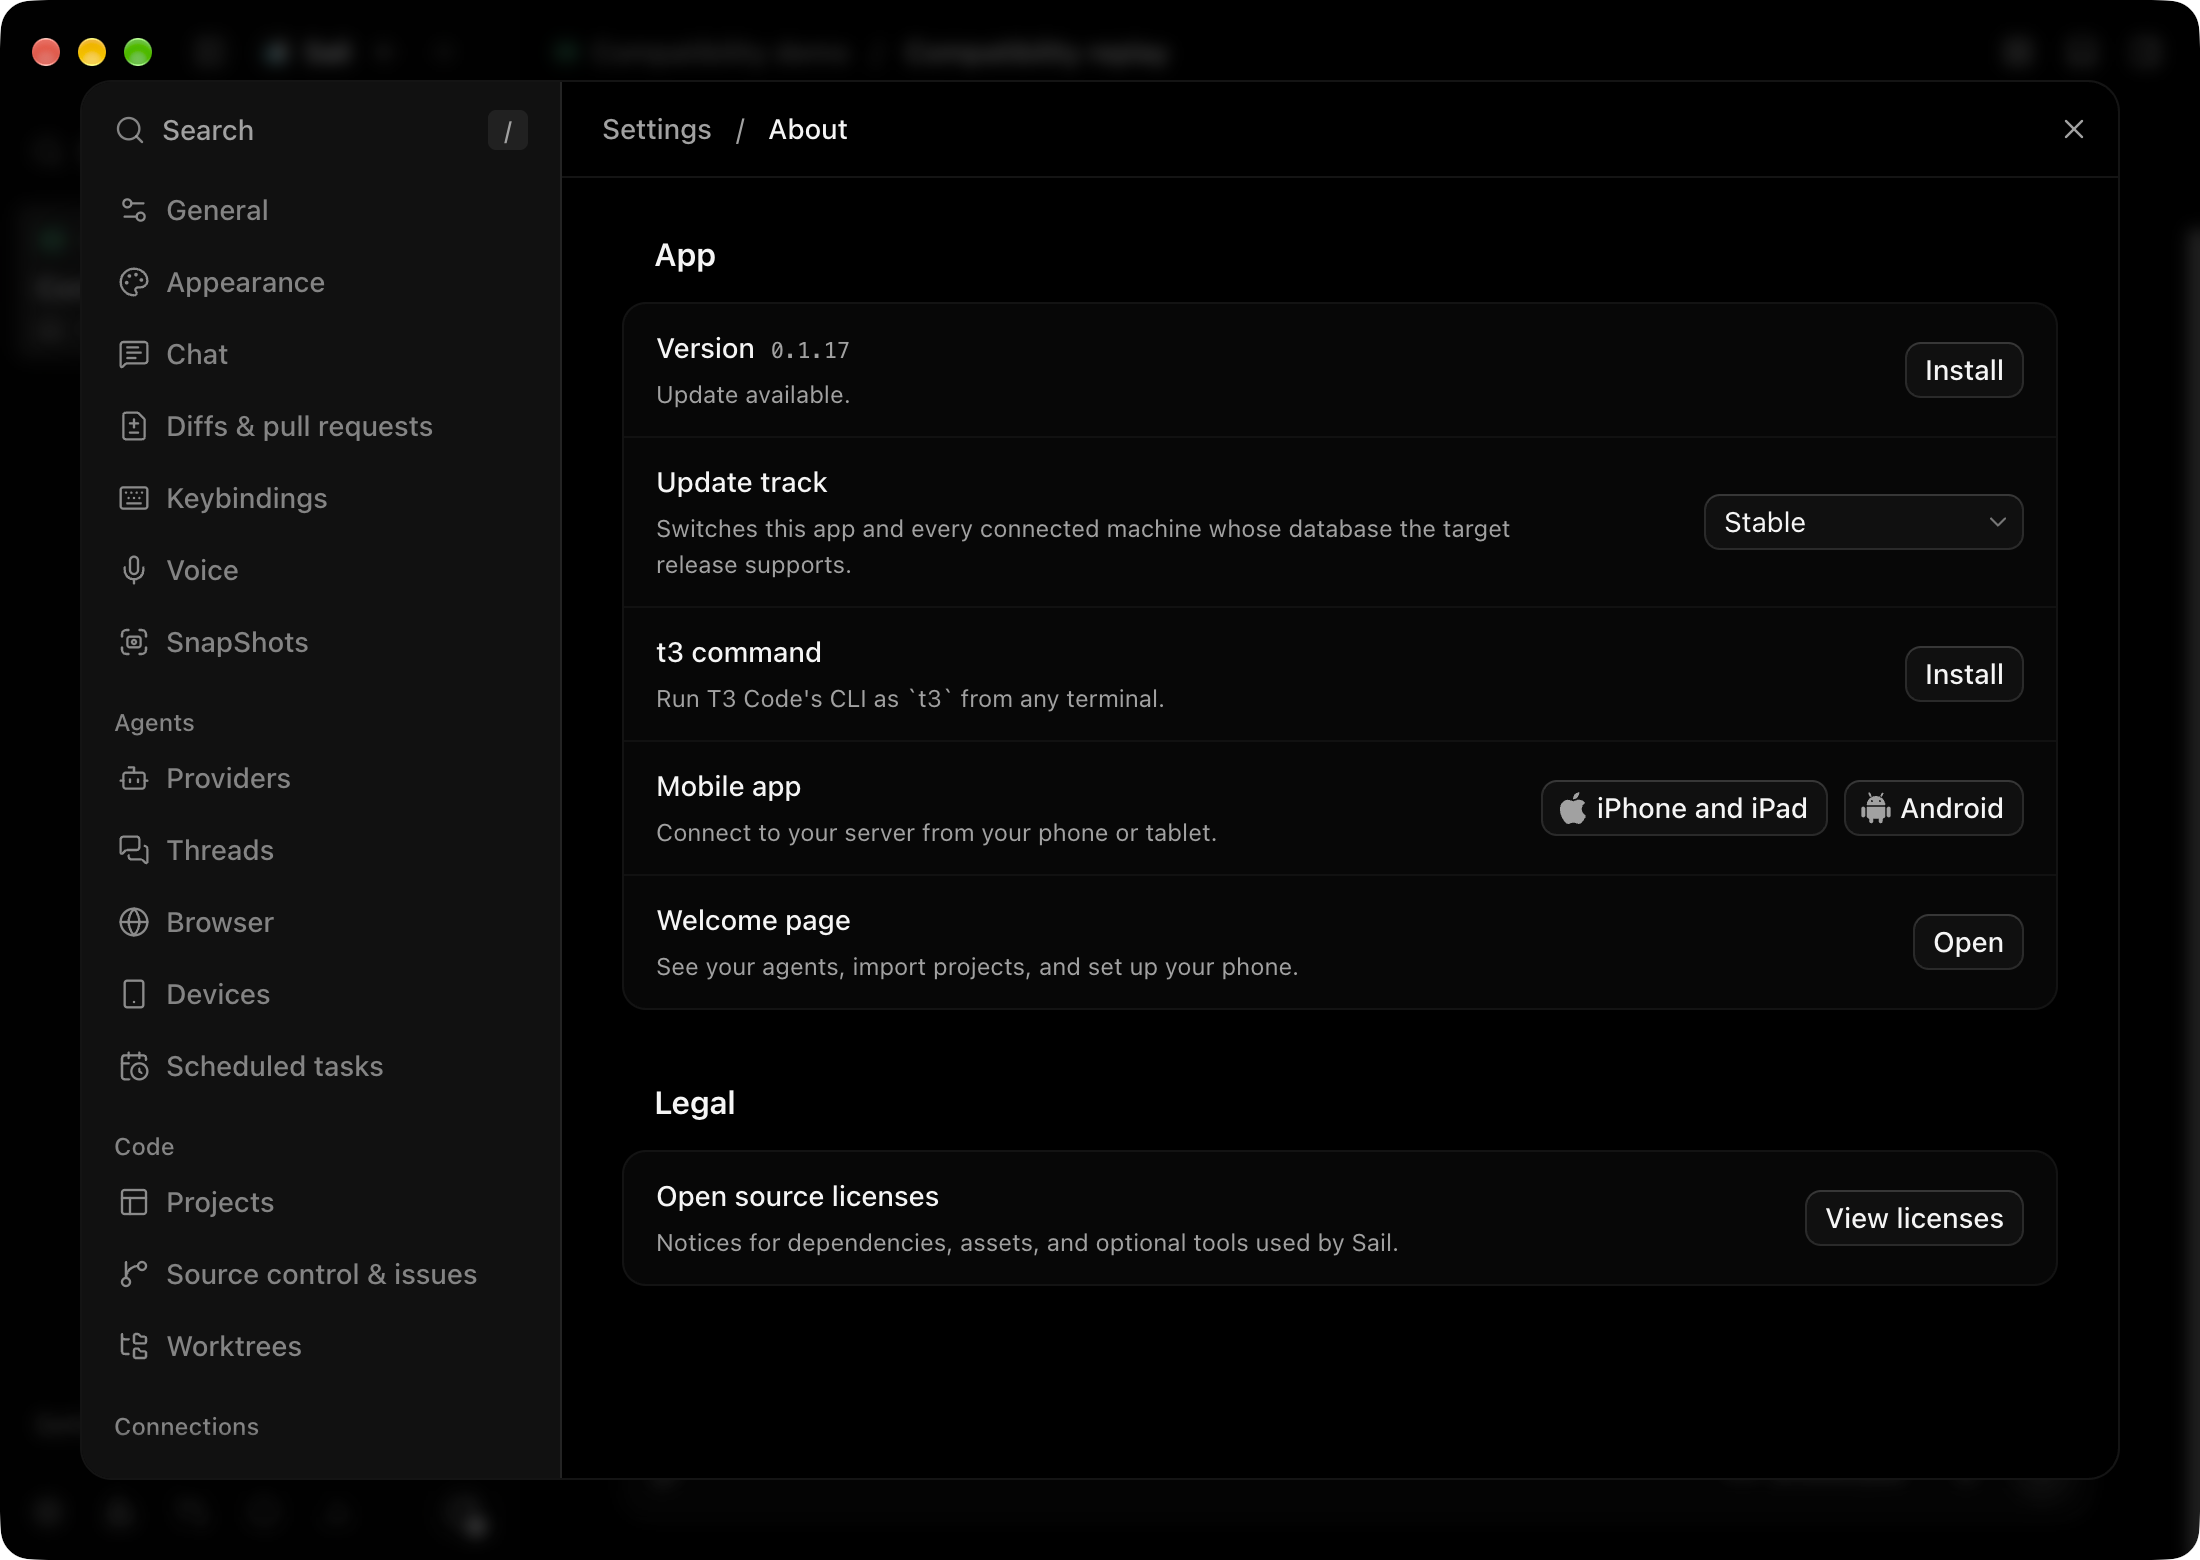 Search
/
General
Appearance
Chat
Diffs & pull requests
Keybindings
Voice
SnapShots
Agents
Providers
Threads
Browser
Devices
Scheduled tasks
Code
Projects
Source control & issues
Worktrees
Connections
Settings / About
App
Version 0.1.17
Update available.
Install
Update track
Switches this app and every connected machine whose database the target
release supports.
Stable
t3 command
Run T3 Code's CLI as `t3` from any terminal.
Install
Mobile app
Connect to your server from your phone or tablet.
iPhone and iPad
Android
Welcome page
See your agents, import projects, and set up your phone.
Open
Legal
Open source licenses
Notices for dependencies, assets, and optional tools used by Sail.
View licenses